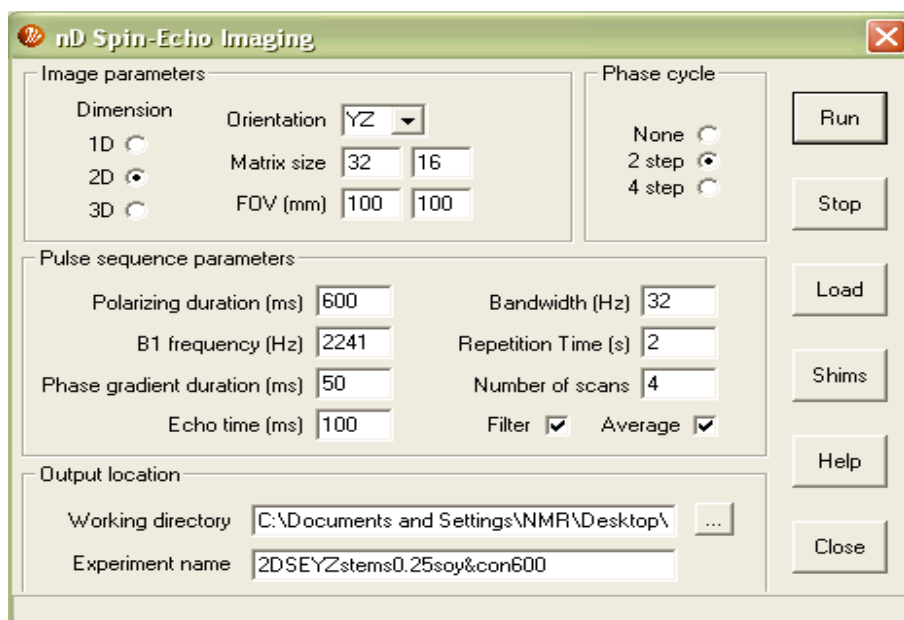 nD Spin-Echo Imaging
Image parameters
Dimension
1D
2D
3D
Orientation YZ
Matrix size 32 16
FOV (mm) 100 100
Phase cycle
None
2 step
4 step
Pulse sequence parameters
Polarizing duration (ms) 600
B1 frequency (Hz) 2241
Phase gradient duration (ms) 50
Echo time (ms) 100
Bandwidth (Hz) 32
Repetition Time (s) 2
Number of scans 4
Filter Average
Output location
Working directory C:\Documents and Settings\NMR\Desktop\ ...
Experiment name 2DSEYZstems0.25soy&con600
Run
Stop
Load
Shims
Help
Close